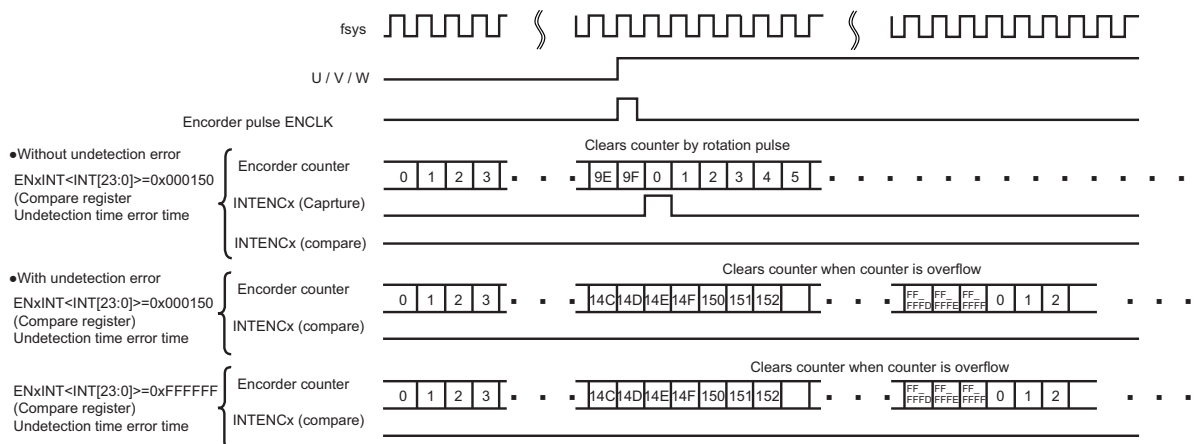 fsys
U / V / W
Encorder pulse ENCLK
Clears counter by rotation pulse
●Without undetection error
ENxINT<INT[23:0]>=0x000150
(Compare register
Undetection time error time
Encorder counter
0 1 2 3 9E 9F 0 1 2 3 4 5
INTENCx (Caprture)
INTENCx (compare)
●With undetection error
Clears counter when counter is overflow
ENxINT<INT[23:0]>=0x000150
(Compare register)
Undetection time error time
Encorder counter
0 1 2 3 14C 14D 14E 14F 150 151 152 FF_FFFD FF_FFFE FF_FFFF 0 1 2
INTENCx (compare)
Clears counter when counter is overflow
ENxINT<INT[23:0]>=0xFFFFFF
(Compare register)
Undetection time error time
Encorder counter
0 1 2 3 14C 14D 14E 14F 150 151 152 FF_FFFD FF_FFFE FF_FFFF 0 1 2
INTENCx (compare)